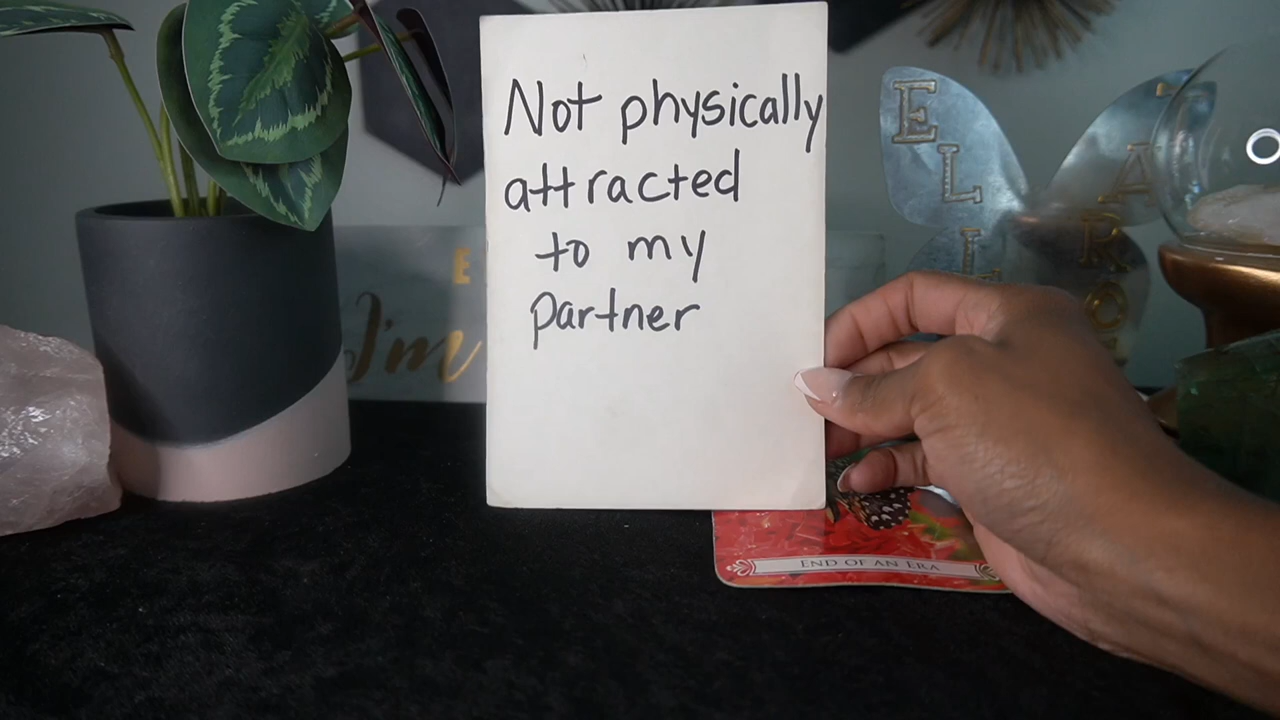 Not physically
attracted
to my
partner
E
I'm
E
L
L
T
A
R
O
END OF AN ERA